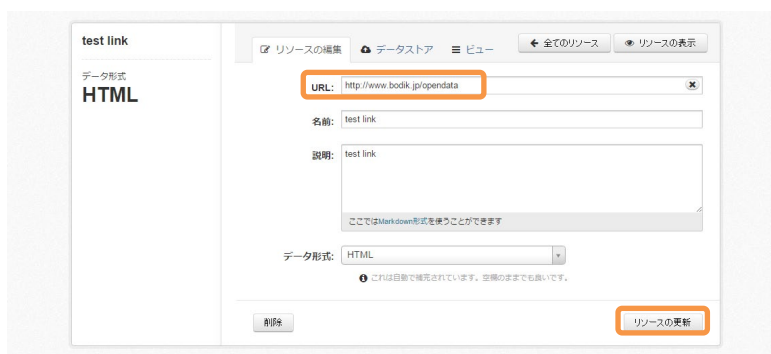 test link
データ形式
HTML
リソースの編集 データストア ビュー 全てのリソース リソースの表示
URL: http://www.bodik.jp/opendata
名前: test link
説明: test link
ここではMarkdown形式を使うことができます
データ形式: HTML
これは自動で補完されています。空欄のままでも良いです。
削除 リソースの更新